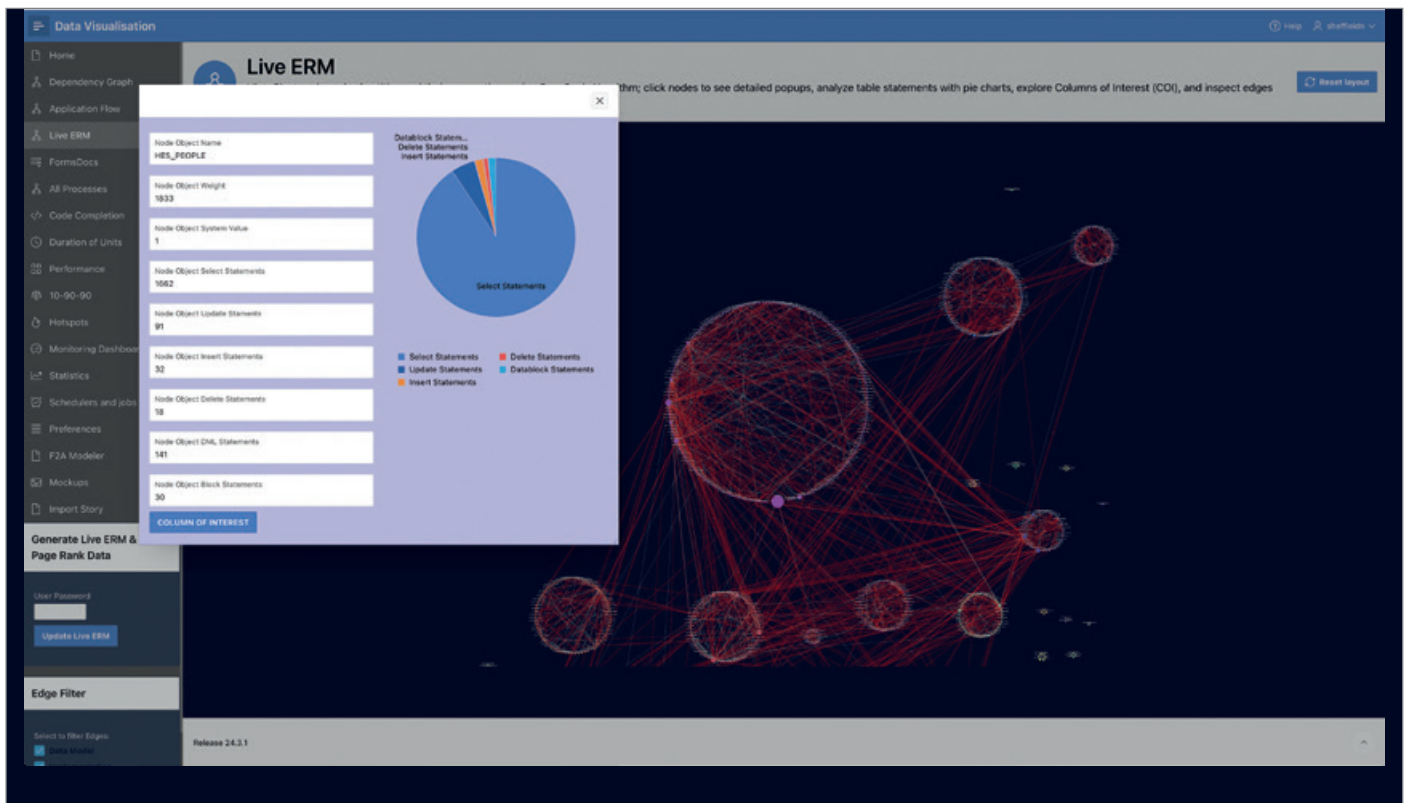 Data Visualisation
Help
sheffieldn
Home
Dependency Graph
Application Flow
Live ERM
FormsDocs
All Processes
Code Completion
Duration of Units
Performance
10-90-90
Hotspots
Monitoring Dashboar
Statistics
Schedulers and jobs
Preferences
F2A Modeler
Mockups
Import Story
Generate Live ERM &
Page Rank Data
User Password
Update Live ERM
Edge Filter
Select to filter Edges:
Data Model
Live ERM
thm; click nodes to see detailed popups, analyze table statements with pie charts, explore Columns of Interest (COI), and inspect edges
Reset layout
Node Object Name
HES_PEOPLE
Node Object Weight
1833
Node Object System Value
1
Node Object Select Statements
1662
Node Object Update Staments
91
Node Object Insert Statements
32
Node Object Delete Statements
18
Node Object DML Statements
141
Node Object Block Statements
30
COLUMN OF INTEREST
Datablock Statem...
Delete Statements
Insert Statements
Select Statements
Select Statements
Delete Statements
Update Statements
Datablock Statements
Insert Statements
Release 24.3.1